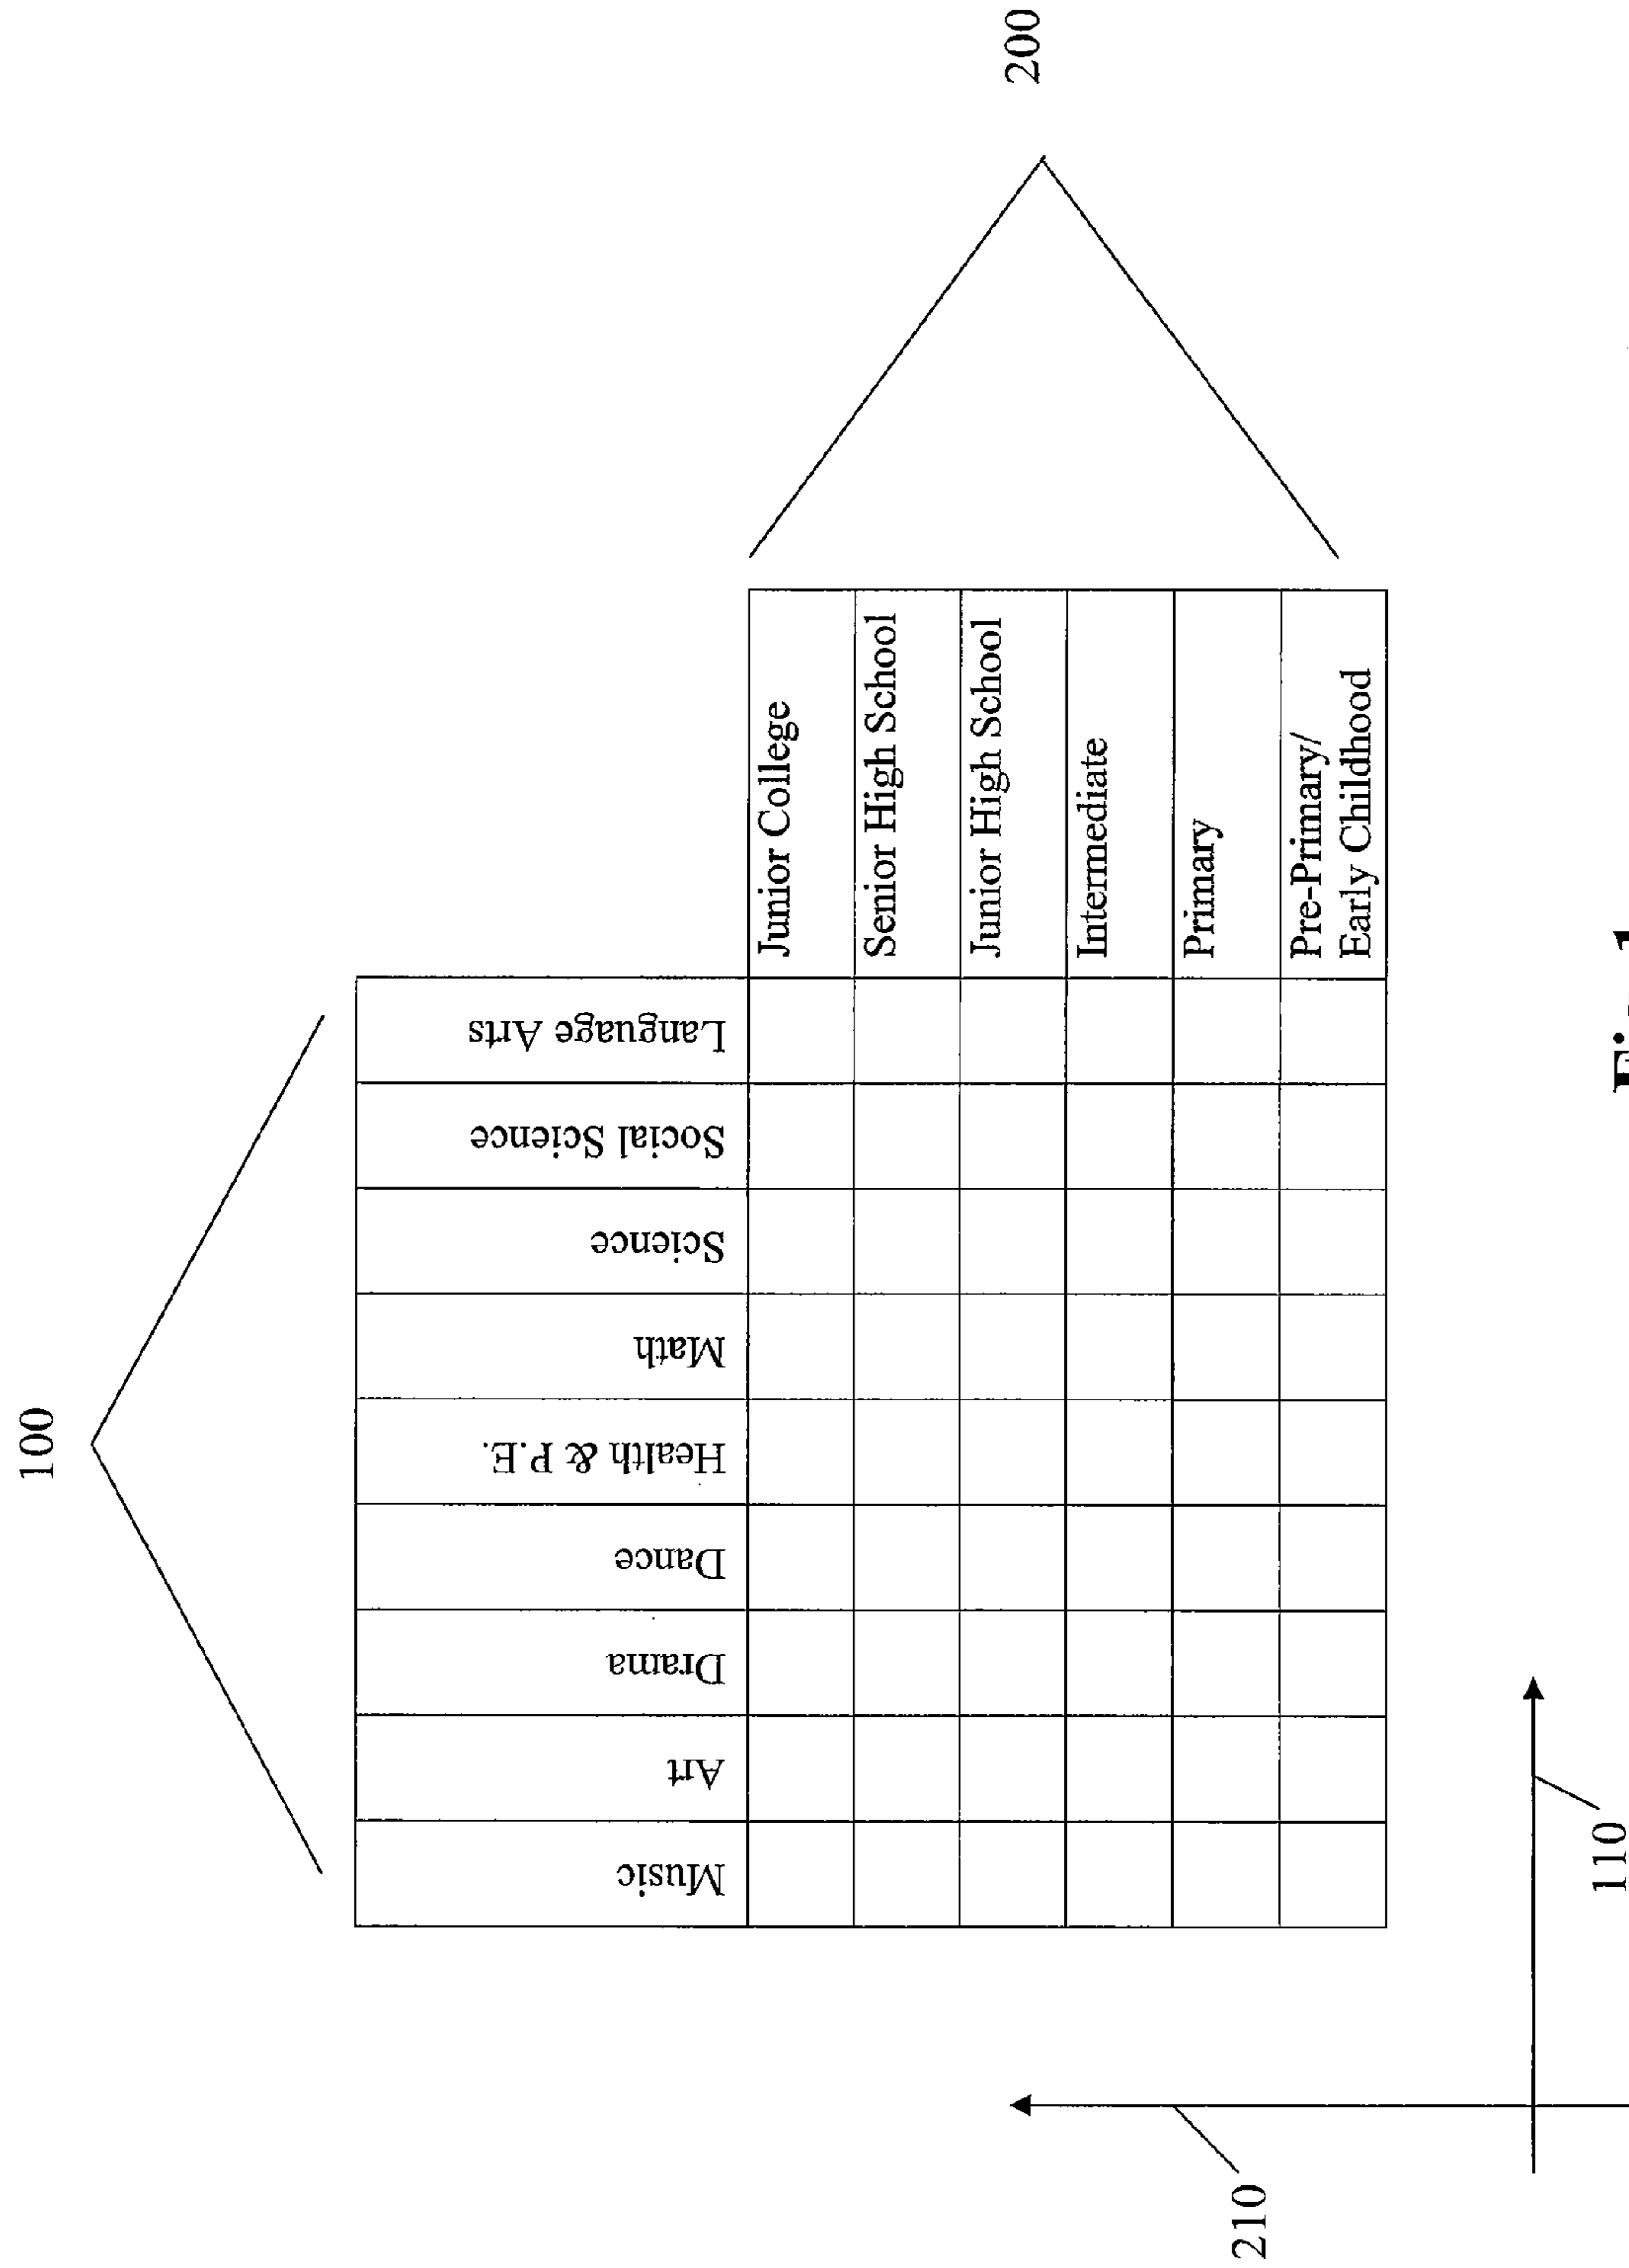 100
Music
Art
Drama
Dance
Health & P.E.
Math
Science
Social Science
Language Arts
Junior College
Senior High School
Junior High School
Intermediate
Primary
Pre-Primary/
Early Childhood
200
210
110